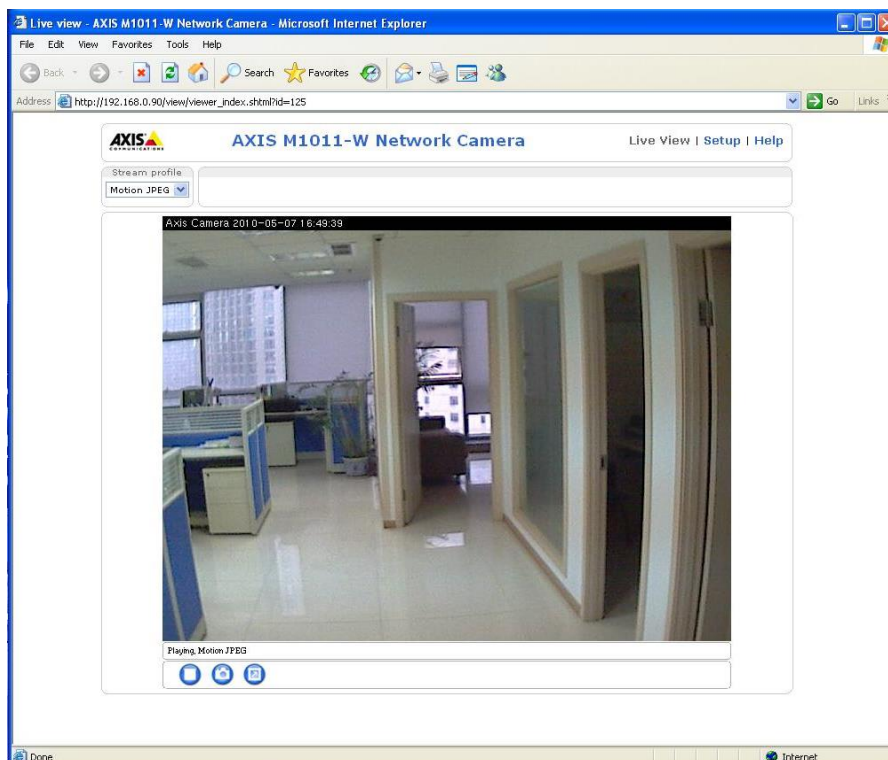 Live view - AXIS M1011-W Network Camera - Microsoft Internet Explorer
File Edit View Favorites Tools Help
Back Search Favorites
Address http://192.168.0.90/view/viewer_index.shtml?id=125 Go Links
AXIS COMMUNICATIONS AXIS M1011-W Network Camera Live View | Setup | Help
Stream profile
Motion JPEG
Axis Camera 2010-05-07 16:49:39
Playing, Motion JPEG
Done Internet